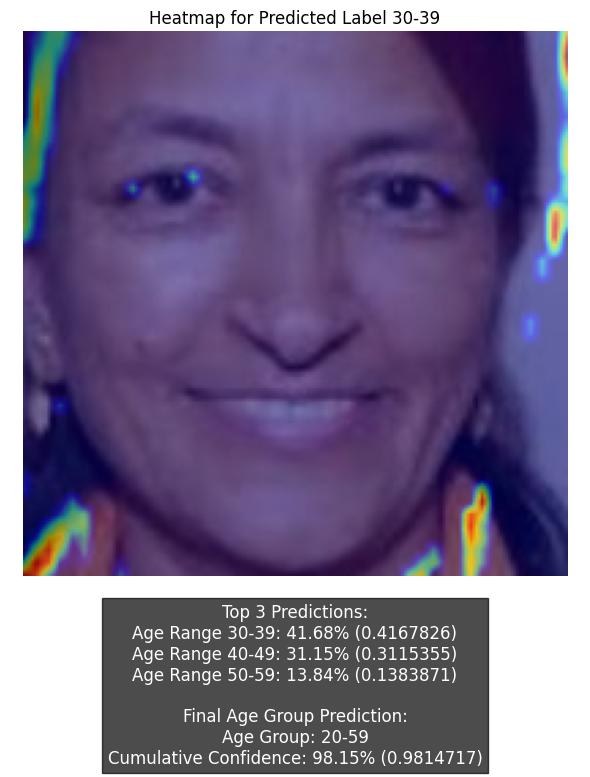 Heatmap for Predicted Label 30-39
Top 3 Predictions:
Age Range 30-39: 41.68% (0.4167826)
Age Range 40-49: 31.15% (0.3115355)
Age Range 50-59: 13.84% (0.1383871)
Final Age Group Prediction:
Age Group: 20-59
Cumulative Confidence: 98.15% (0.9814717)